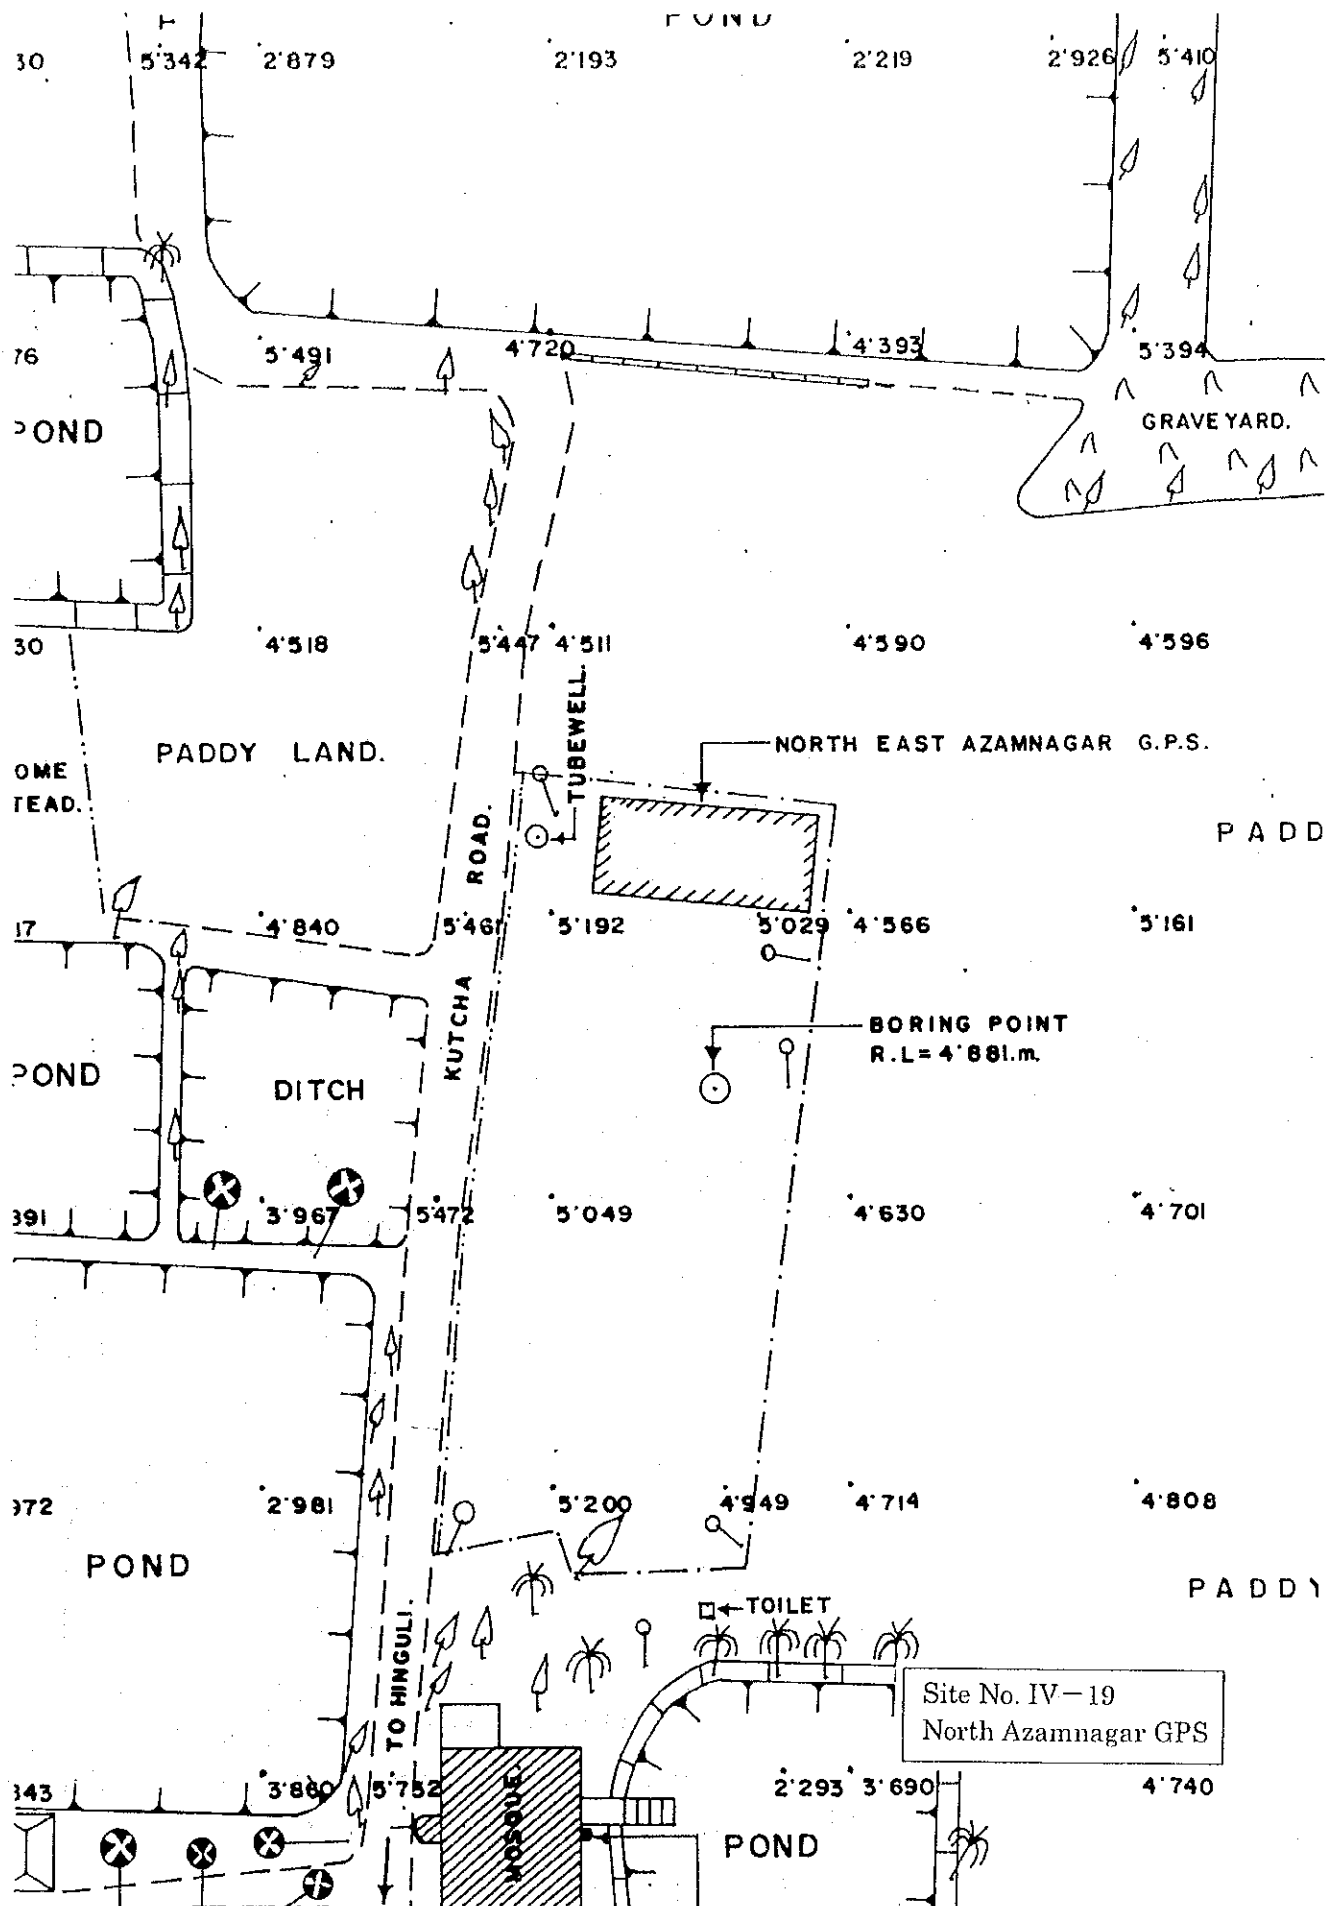 POND
30 5·342 2·879 2·193 2·219 2·926 5·410
76 5·491 4·720 4·393 5·394
POND
GRAVEYARD.
30 4·518 5·447 4·511 4·590 4·596
TUBEWELL.
PADDY LAND.
NORTH EAST AZAMNAGAR G.P.S.
OME
TEAD.
PADD
KUTCHA ROAD.
17 4·840 5·461 5·192 5·029 4·566 5·161
BORING POINT
R.L= 4·881.m.
POND
DITCH
391 3·967 5·472 5·049 4·630 4·701
972 2·981 5·200 4·949 4·714 4·808
POND
PADDY
TOILET
TO HINGULI.
Site No. IV-19
North Azamnagar GPS
343 3·860 5·752 2·293 3·690 4·740
MOSQUE
POND